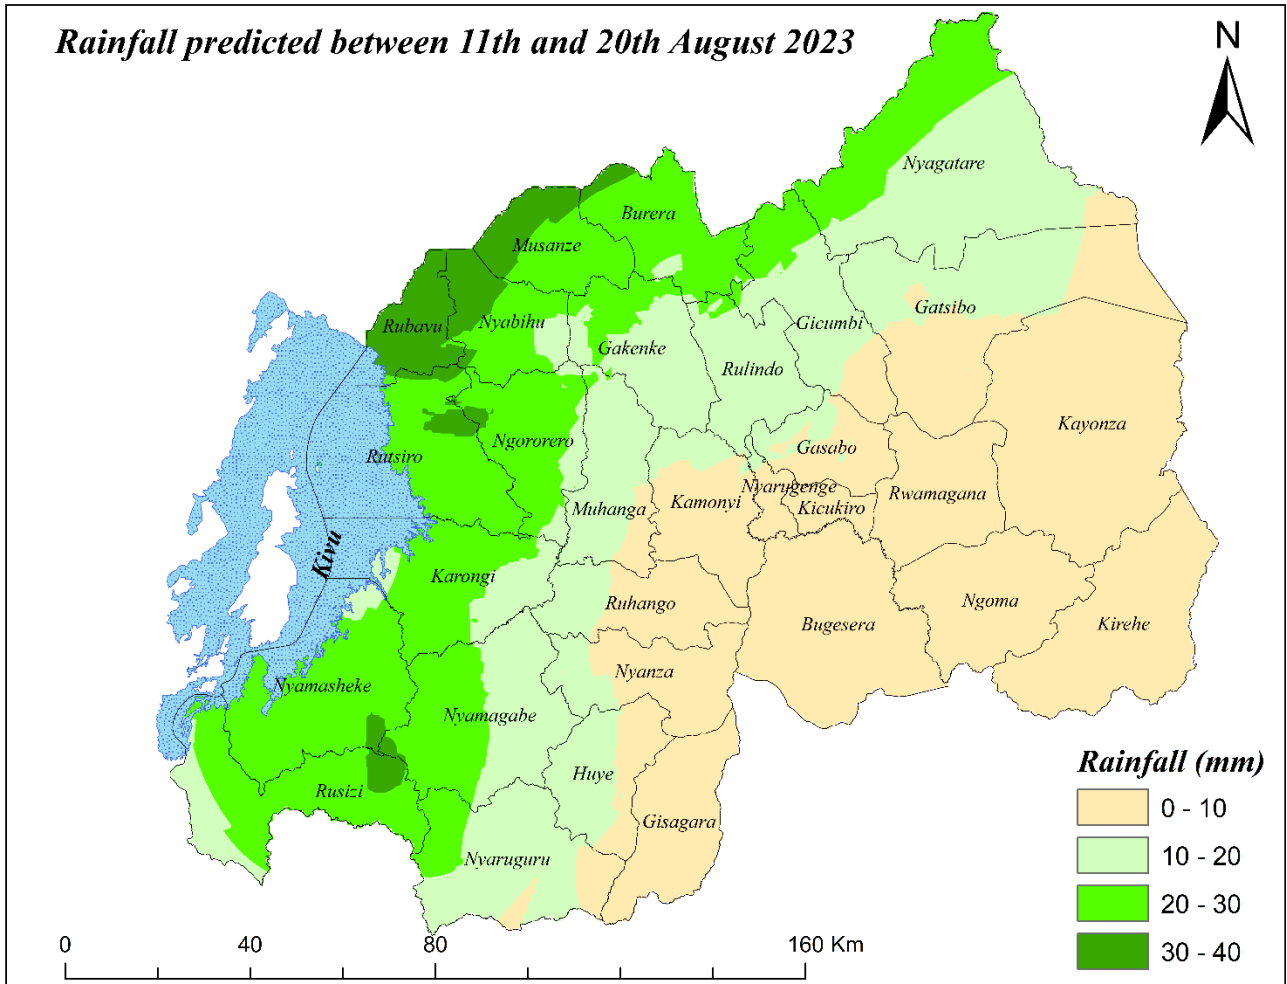 Rainfall predicted between 11th and 20th August 2023
N
Nyagatare
Burera
Musanze
Rubavu
Nyabihu
Gatsibo
Gicumbi
Gakenke
Rulindo
Kayonza
Ngororero
Gasabo
Rutsiro
Nyarugenge
Rwamagana
Kamonyi
Muhanga
Kicukiro
Kivu
Karongi
Ruhango
Ngoma
Bugesera
Kirehe
Nyanza
Nyamasheke
Nyamagabe
Huye
Rusizi
Gisagara
Nyaruguru
Rainfall (mm)
0 - 10
10 - 20
20 - 30
30 - 40
0 40 80 160 Km